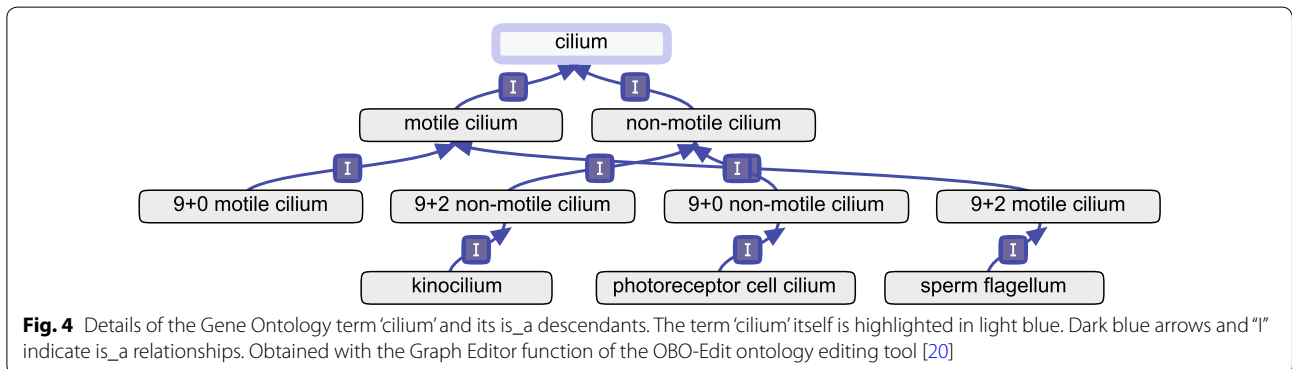 cilium
I I
motile cilium non-motile cilium
I I I
9+0 motile cilium 9+2 non-motile cilium 9+0 non-motile cilium 9+2 motile cilium
I I I
kinocilium photoreceptor cell cilium sperm flagellum
Fig. 4 Details of the Gene Ontology term ‘cilium’ and its is_a descendants. The term ‘cilium’ itself is highlighted in light blue. Dark blue arrows and “I”
indicate is_a relationships. Obtained with the Graph Editor function of the OBO-Edit ontology editing tool [20]